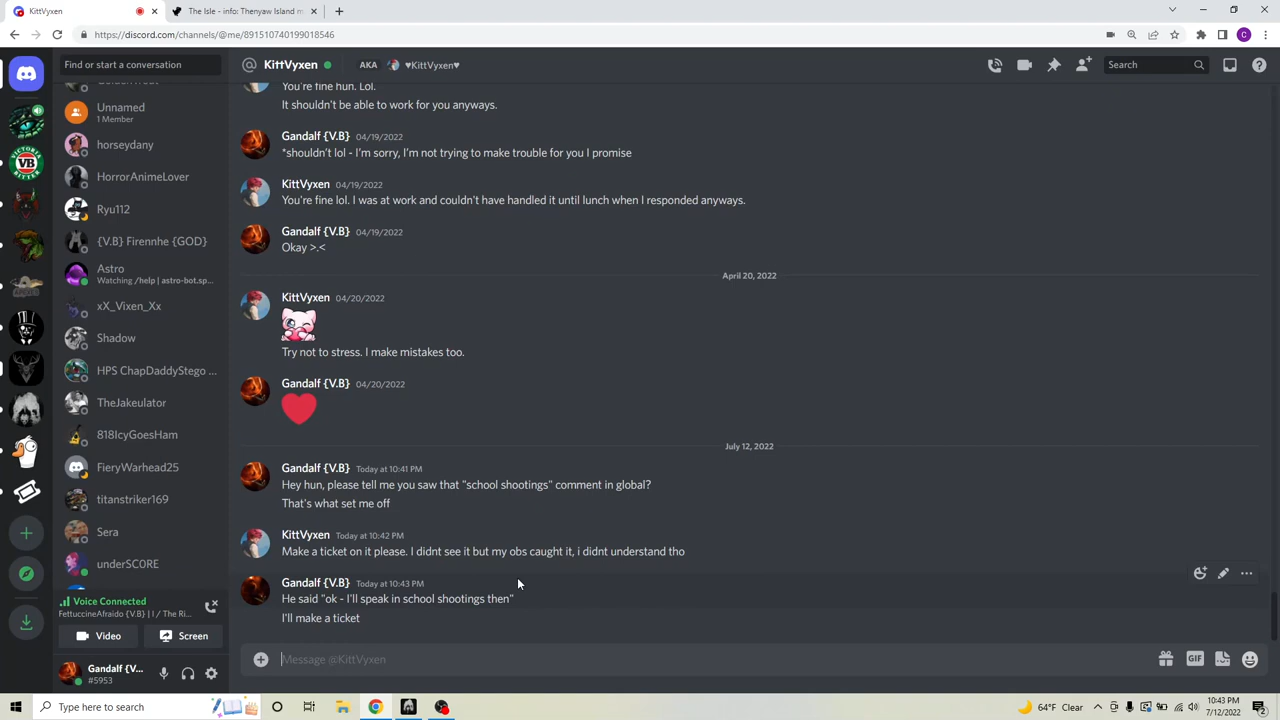 KittVyxen
The Isle - info: Thenyaw Island m
https://discord.com/channels/@me/891510740199018546
C
Find or start a conversation
Unnamed
1 Member
horseydany
HorrorAnimeLover
Ryu112
{V.B} Firennhe {GOD}
Astro
Watching /help | astro-bot.sp...
xX_Vixen_Xx
Shadow
HPS ChapDaddyStego ...
TheJakeulator
818IcyGoesHam
FieryWarhead25
titanstriker169
Sera
underSC0RE
Voice Connected
FettuccineAfraido {V.B} | I / The Ri...
Video
Screen
Gandalf {V...
#5953
VICTORIA
VB
BITTER
@ KittVyxen
AKA
♥KittVyxen♥
Search
You're fine hun. Lol.
It shouldn't be able to work for you anyways.
Gandalf {V.B} 04/19/2022
*shouldn't lol - I'm sorry, I'm not trying to make trouble for you I promise
KittVyxen 04/19/2022
You're fine lol. I was at work and couldn't have handled it until lunch when I responded anyways.
Gandalf {V.B} 04/19/2022
Okay >.<
April 20, 2022
KittVyxen 04/20/2022
Try not to stress. I make mistakes too.
Gandalf {V.B} 04/20/2022
July 12, 2022
Gandalf {V.B} Today at 10:41 PM
Hey hun, please tell me you saw that "school shootings" comment in global?
That's what set me off
KittVyxen Today at 10:42 PM
Make a ticket on it please. I didnt see it but my obs caught it, i didnt understand tho
Gandalf {V.B} Today at 10:43 PM
He said "ok - I'll speak in school shootings then"
I'll make a ticket
Message @KittVyxen
GIF
Type here to search
64°F Clear
10:43 PM
7/12/2022
2